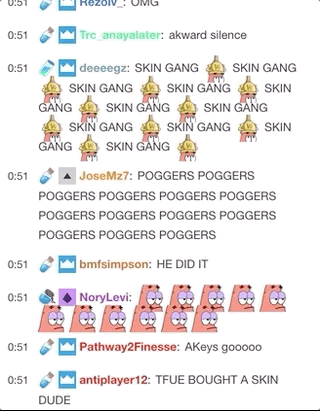 0:51 Rezolv_: OMG
0:51 Trc_anayalater: akward silence
0:51 deeeegz: SKIN GANG SKIN GANG
SKIN GANG SKIN GANG SKIN
GANG SKIN GANG SKIN GANG
SKIN GANG SKIN GANG SKIN
GANG SKIN GANG
0:51 JoseMz7: POGGERS POGGERS
POGGERS POGGERS POGGERS POGGERS
POGGERS POGGERS POGGERS POGGERS
POGGERS POGGERS POGGERS
0:51 bmfsimpson: HE DID IT
0:51 NoryLevi:
0:51 Pathway2Finesse: AKeys gooooo
0:51 antiplayer12: TFUE BOUGHT A SKIN
DUDE